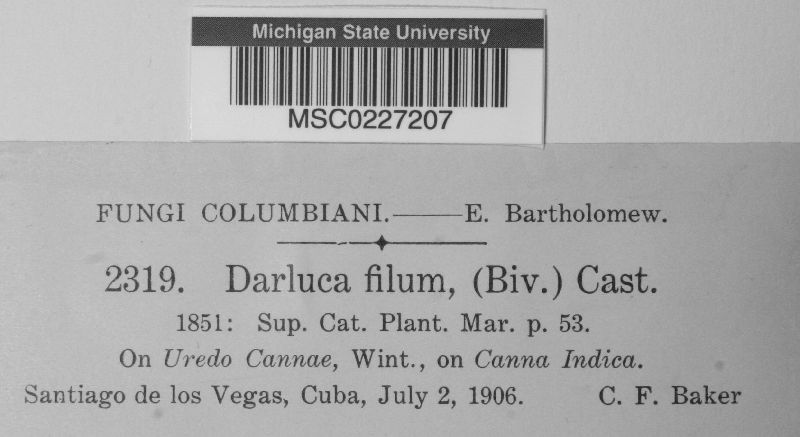 Michigan State University
MSC0227207
FUNGI COLUMBIANI.——E. Bartholomew.
2319. Darluca filum, (Biv.) Cast.
1851: Sup. Cat. Plant. Mar. p. 53.
On Uredo Cannae, Wint., on Canna Indica.
Santiago de los Vegas, Cuba, July 2, 1906. C. F. Baker